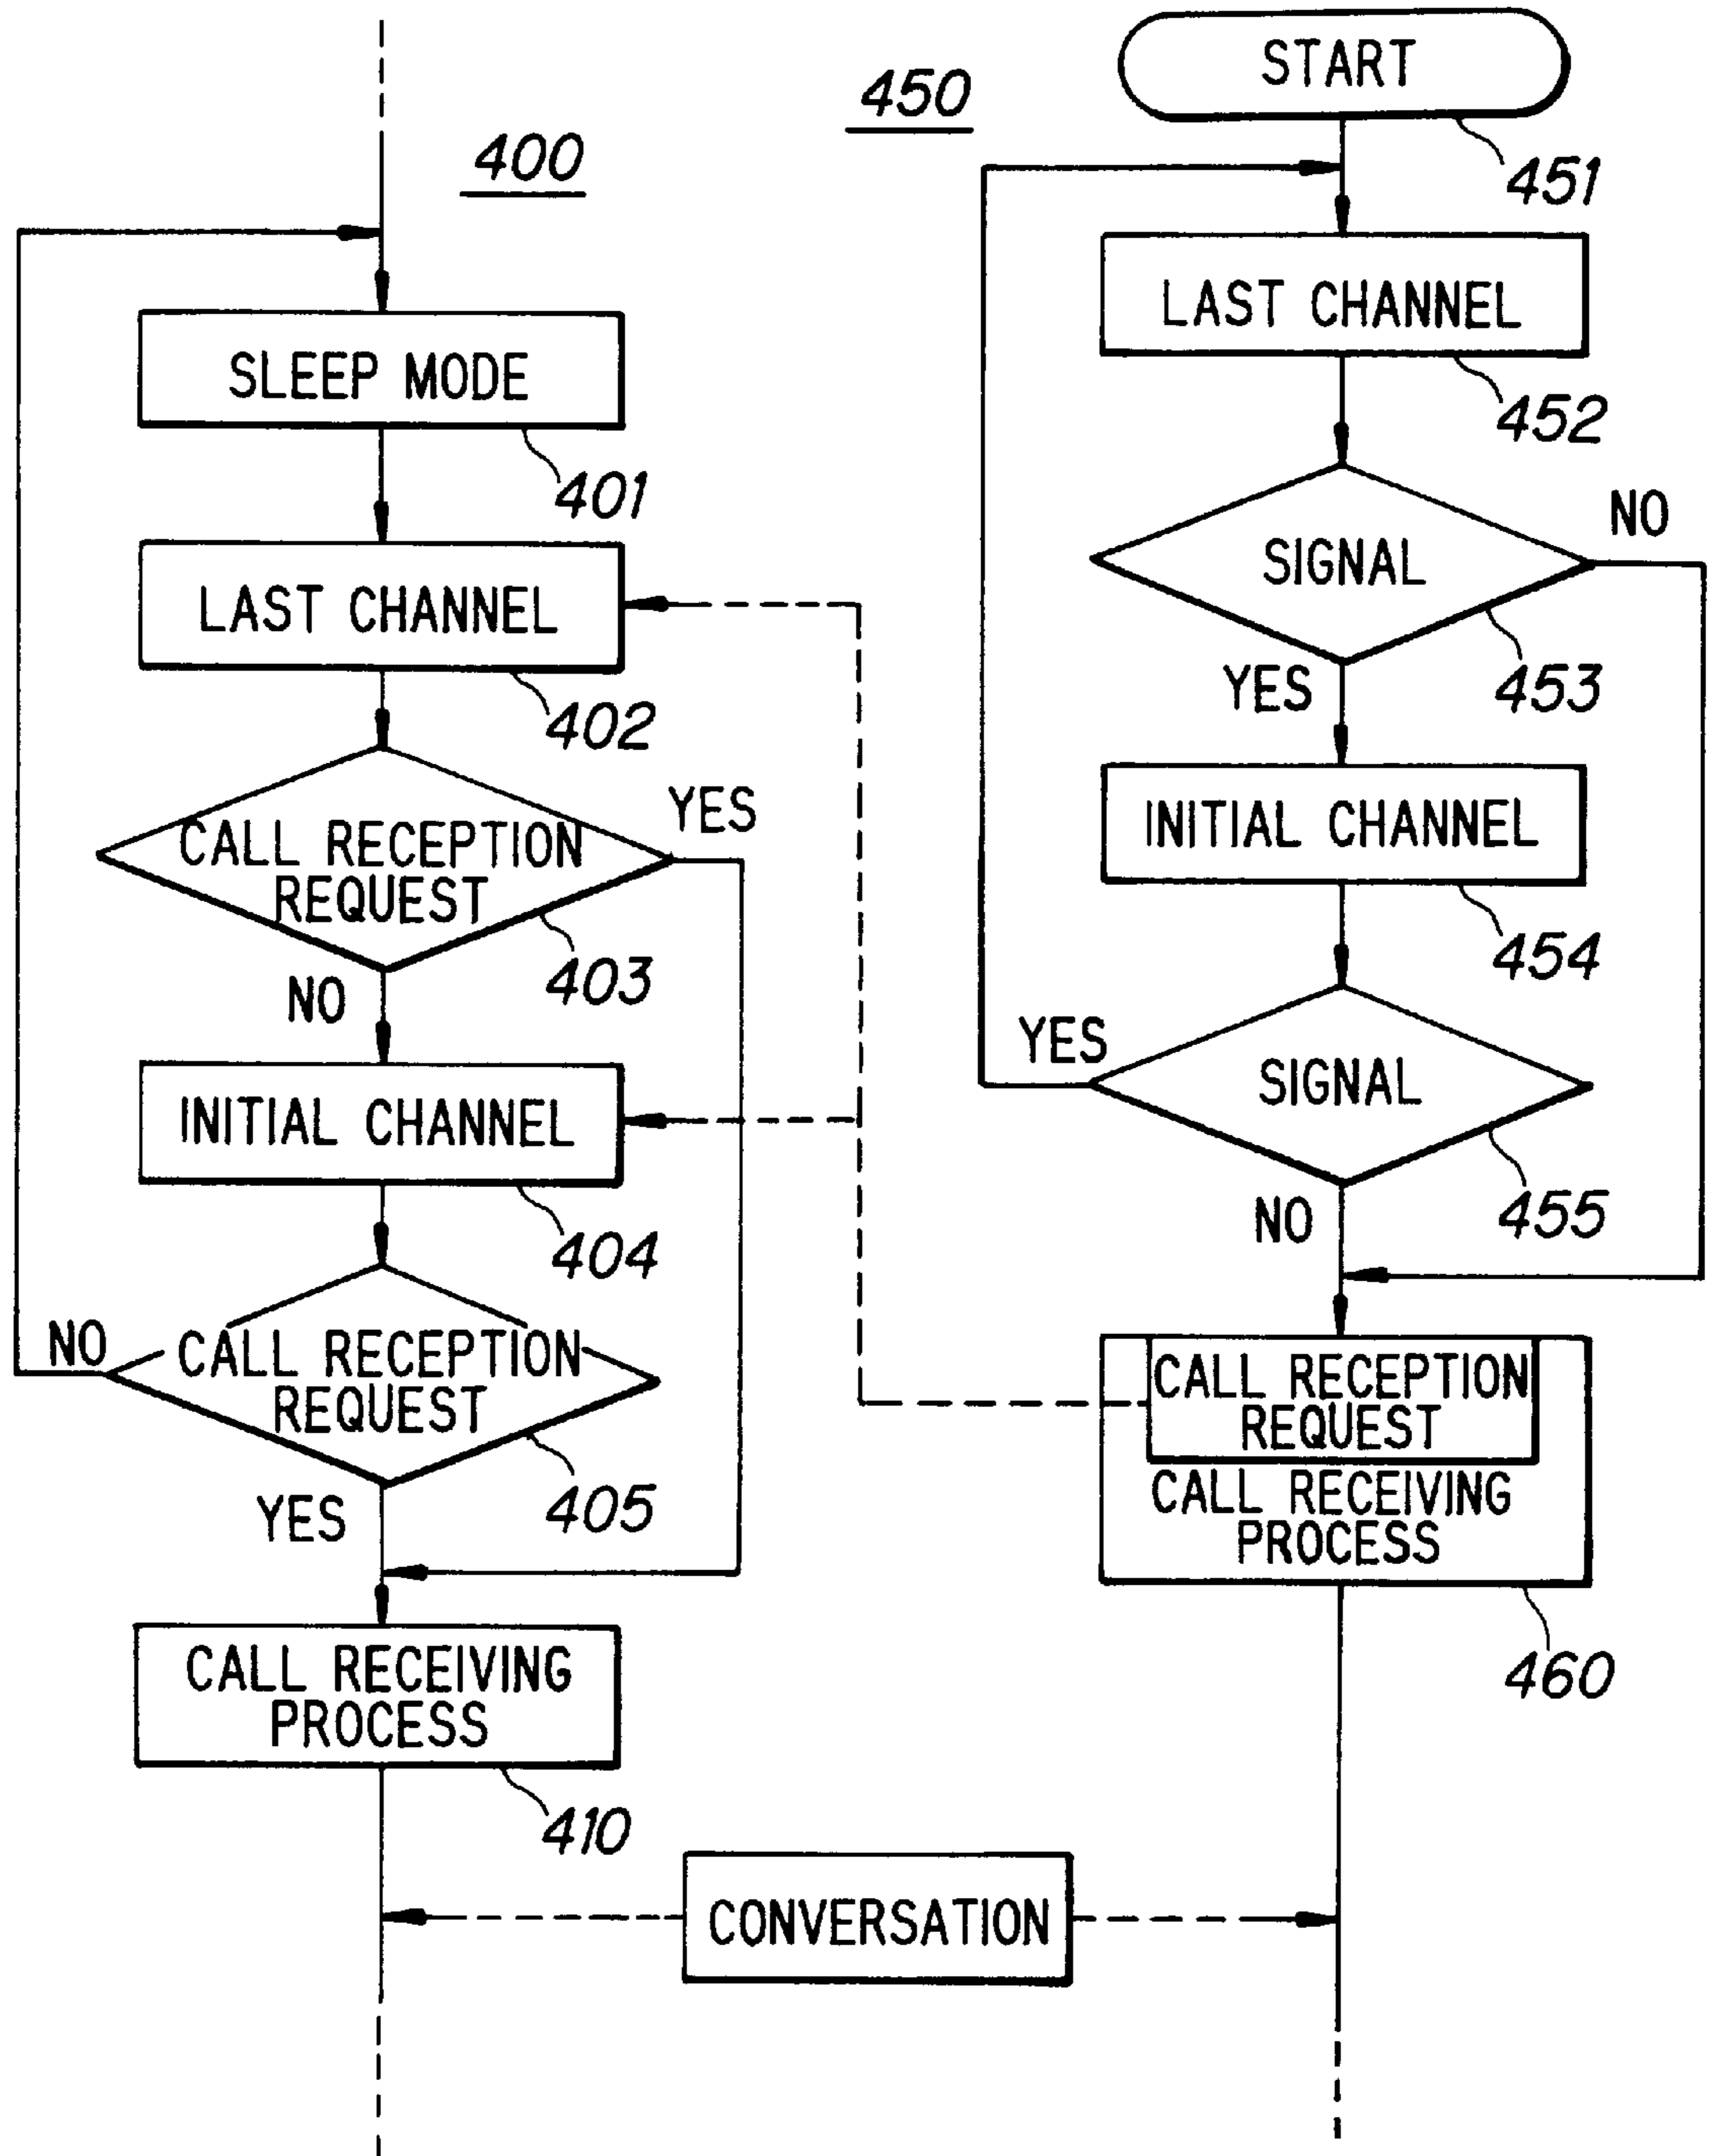 400
SLEEP MODE
401
LAST CHANNEL
402
CALL RECEPTION
REQUEST
YES
403
NO
INITIAL CHANNEL
404
CALL RECEPTION
REQUEST
NO
405
YES
CALL RECEIVING
PROCESS
410
450
START
451
LAST CHANNEL
452
SIGNAL
NO
453
YES
INITIAL CHANNEL
454
SIGNAL
YES
455
NO
CALL RECEPTION
REQUEST
CALL RECEIVING
PROCESS
460
CONVERSATION